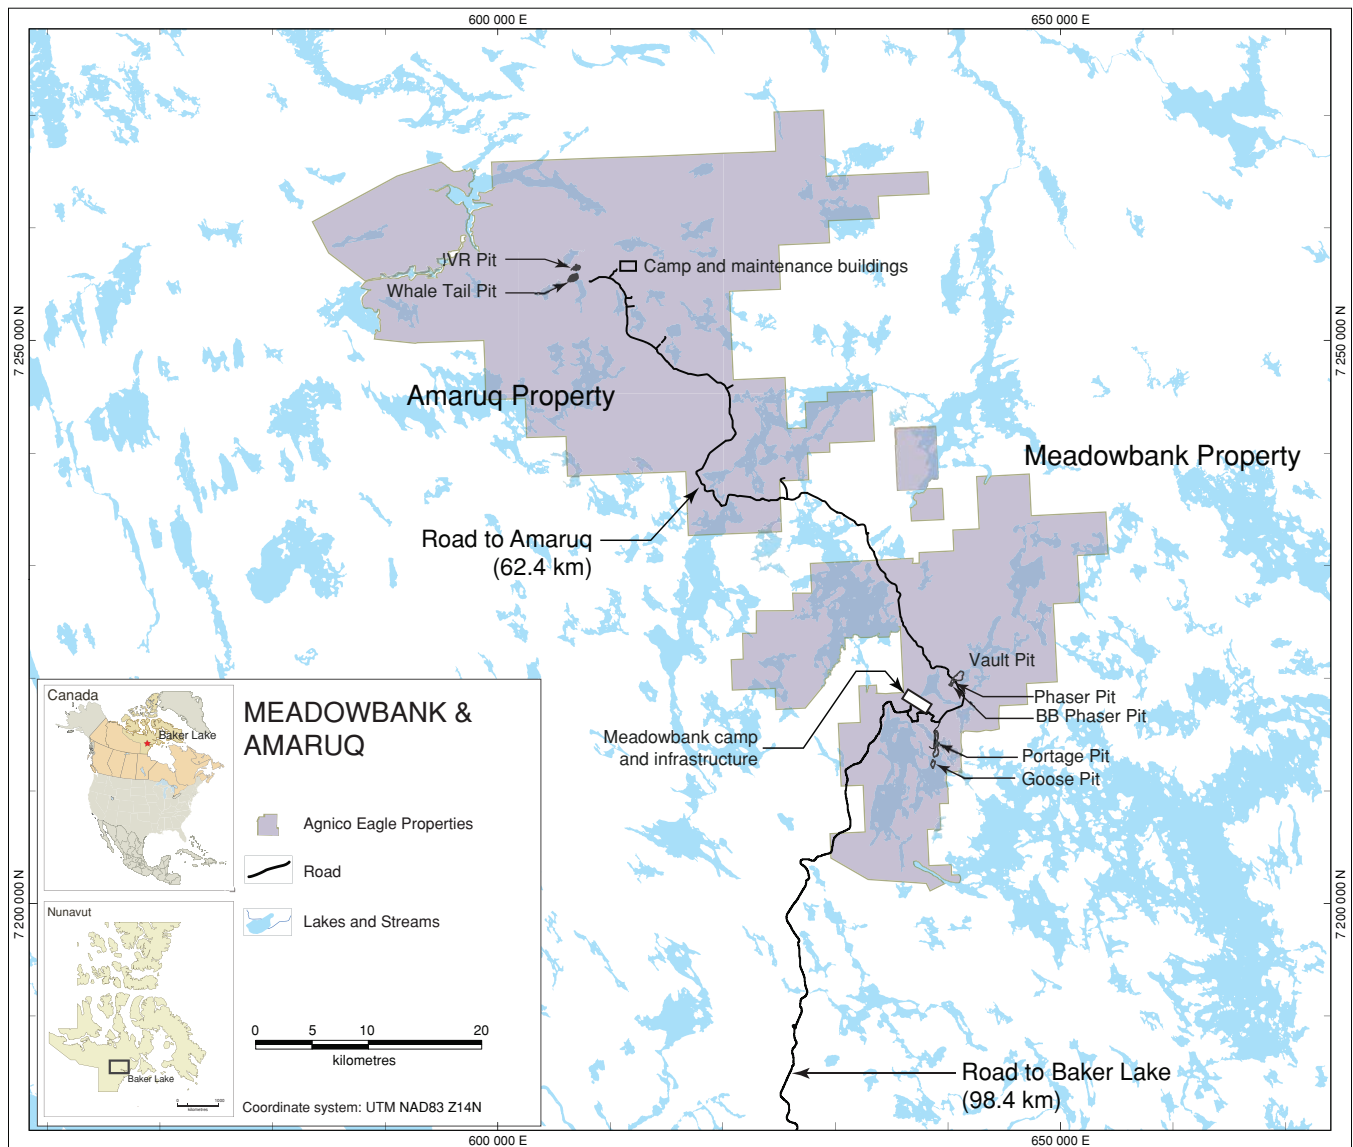 600 000 E
650 000 E
7 250 000 N
7 250 000 N
IVR Pit
Camp and maintenance buildings
Whale Tail Pit
Amaruq Property
Meadowbank Property
Road to Amaruq
(62.4 km)
Vault Pit
Phaser Pit
BB Phaser Pit
Meadowbank camp
and infrastructure
Portage Pit
Goose Pit
7 200 000 N
7 200 000 N
Road to Baker Lake
(98.4 km)
Canada
Baker Lake
MEADOWBANK &
AMARUQ
Agnico Eagle Properties
Road
Lakes and Streams
Nunavut
Baker Lake
0 1000
kilometres
0 5 10 20
kilometres
Coordinate system: UTM NAD83 Z14N
600 000 E
650 000 E